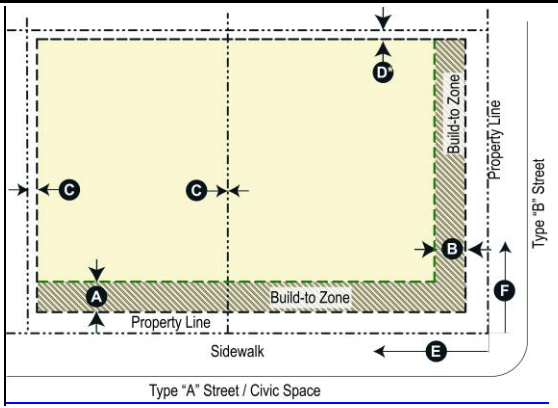 D*
Build-to Zone
Property Line
Type "B" Street
C
C
B
A
Build-to Zone
F
Property Line
Sidewalk
E
Type "A" Street / Civic Space